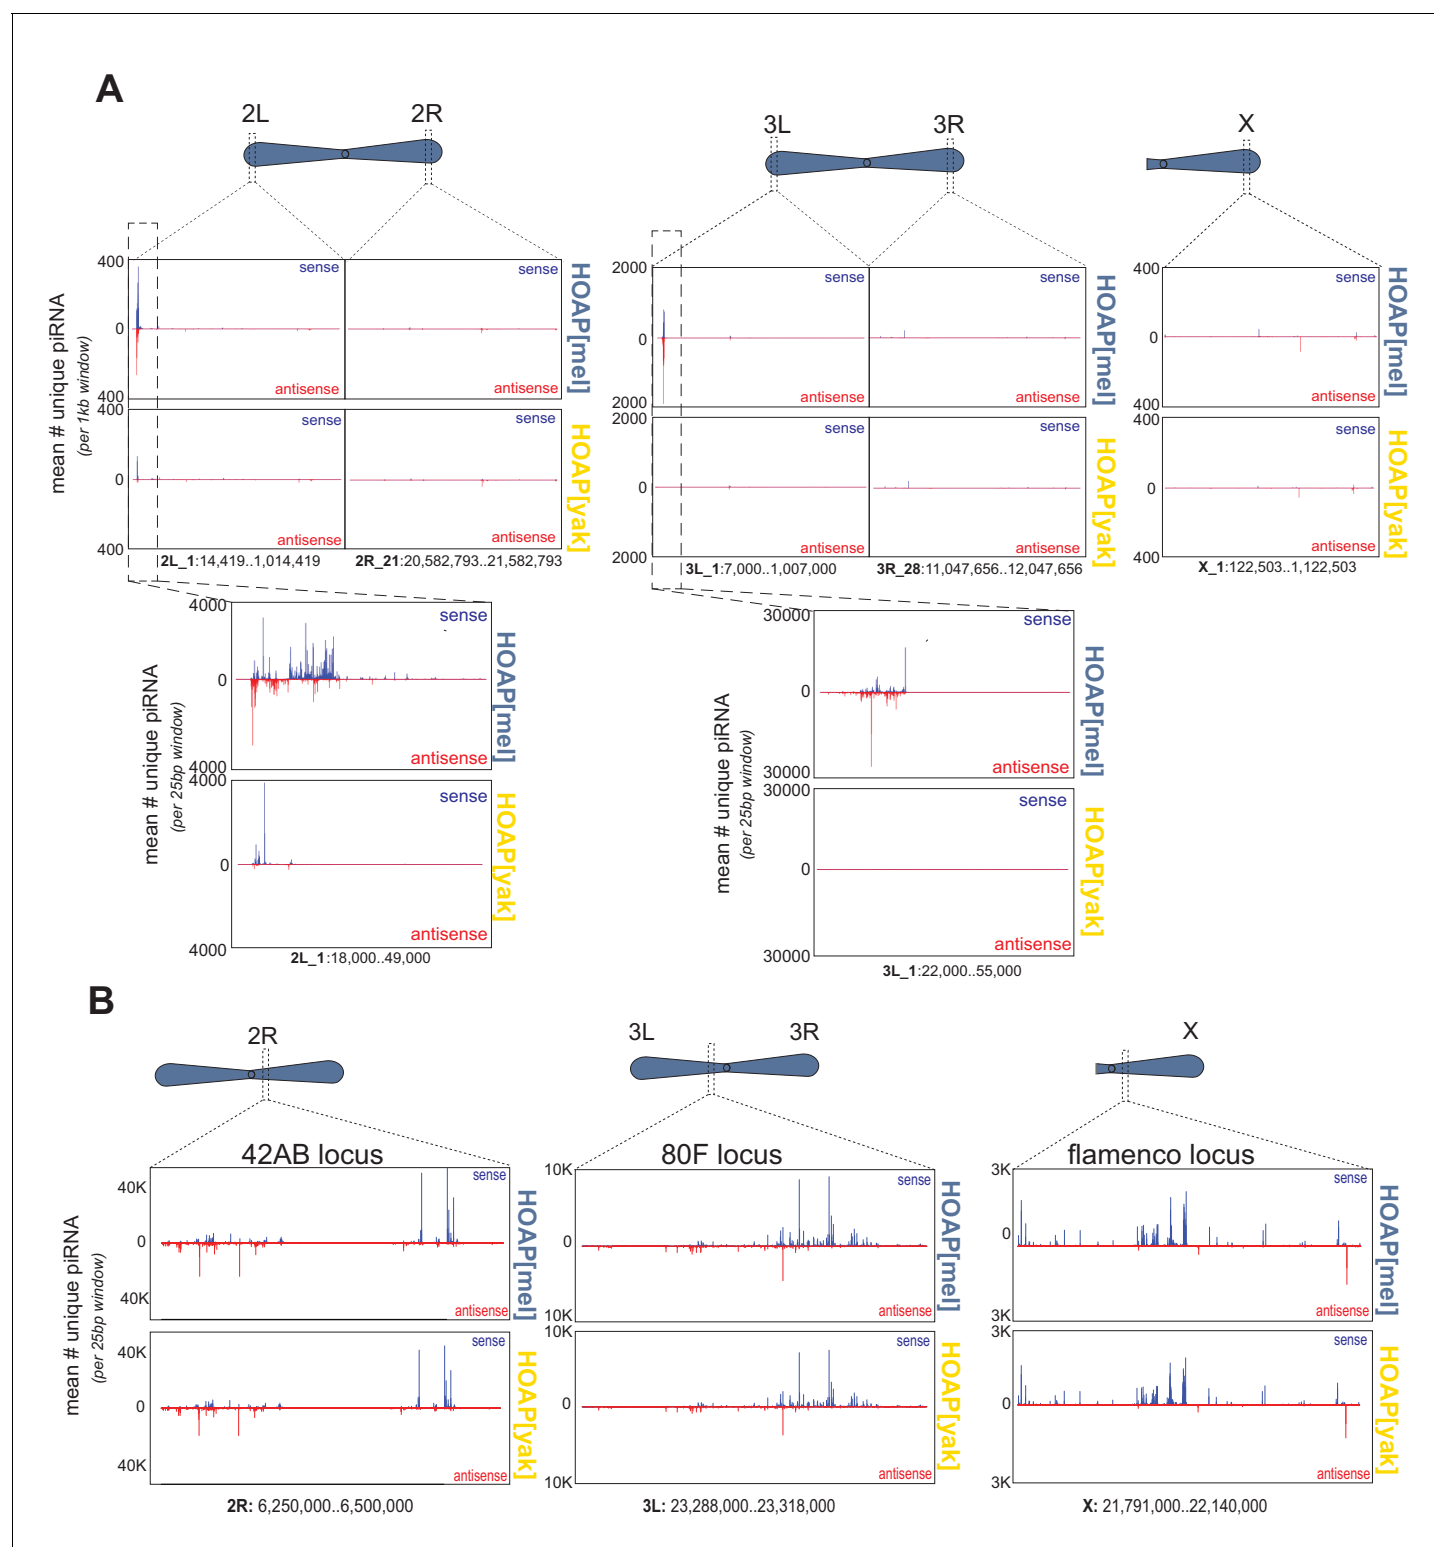 A
2L 2R
3L 3R
X
mean # unique piRNA
(per 1kb window)
400
0
400
sense
antisense
sense
antisense
HOAP[mel]
400
0
400
sense
antisense
sense
antisense
HOAP[yak]
2L_1:14,419..1,014,419
2R_21:20,582,793..21,582,793
2000
0
2000
sense
antisense
sense
antisense
HOAP[mel]
2000
0
2000
sense
antisense
sense
antisense
HOAP[yak]
3L_1:7,000..1,007,000
3R_28:11,047,656..12,047,656
400
0
400
sense
antisense
HOAP[mel]
400
0
400
sense
antisense
HOAP[yak]
X_1:122,503..1,122,503
mean # unique piRNA
(per 25bp window)
4000
0
4000
sense
antisense
HOAP[mel]
4000
0
4000
sense
antisense
HOAP[yak]
2L_1:18,000..49,000
mean # unique piRNA
(per 25bp window)
30000
0
30000
sense
antisense
HOAP[mel]
30000
0
30000
sense
antisense
HOAP[yak]
3L_1:22,000..55,000
B
2R
3L 3R
X
mean # unique piRNA
(per 25bp window)
42AB locus
40K
0
40K
sense
antisense
HOAP[mel]
40K
0
40K
sense
antisense
HOAP[yak]
2R: 6,250,000..6,500,000
80F locus
10K
0
10K
sense
antisense
HOAP[mel]
10K
0
10K
sense
antisense
HOAP[yak]
3L: 23,288,000..23,318,000
flamenco locus
3K
0
3K
sense
antisense
HOAP[mel]
3K
0
3K
sense
antisense
HOAP[yak]
X: 21,791,000..22,140,000